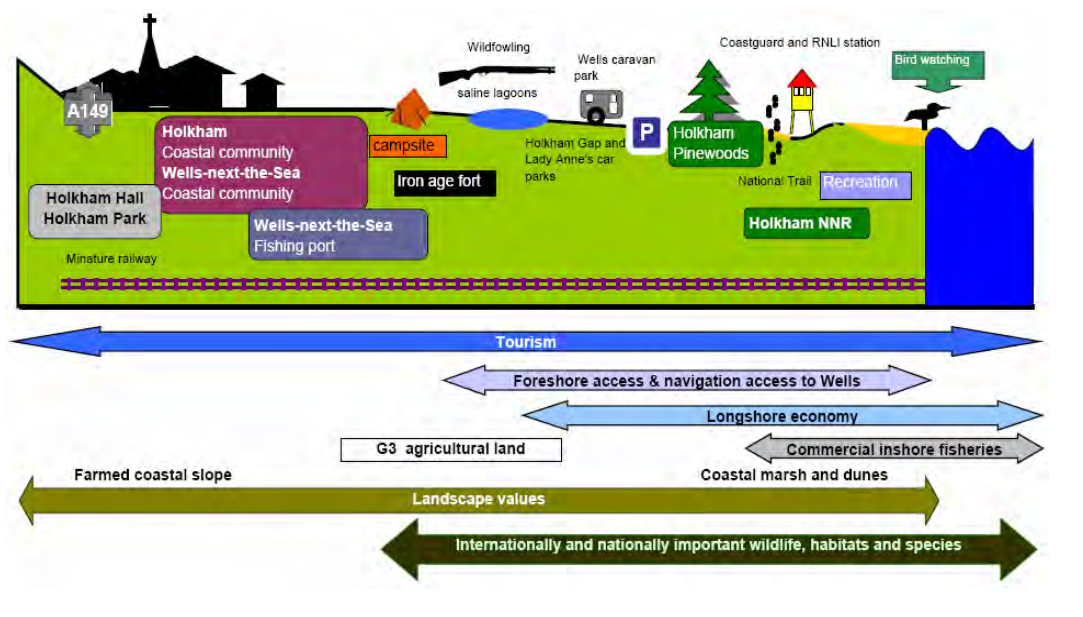 Wildfowling
Coastguard and RNLI station
Wells caravan
park
Bird watching
saline lagoons
A149
P
Holkham
Coastal community
Wells-next-the-Sea
Coastal community
campsite
Holkham Gap and
Lady Anne's car
parks
Holkham
Pinewoods
Iron age fort
National Trail
Recreation
Holkham Hall
Holkham Park
Wells-next-the-Sea
Fishing port
Holkham NNR
Minature railway
Tourism
Foreshore access & navigation access to Wells
Longshore economy
G3 agricultural land
Commercial inshore fisheries
Farmed coastal slope
Coastal marsh and dunes
Landscape values
Internationally and nationally important wildlife, habitats and species